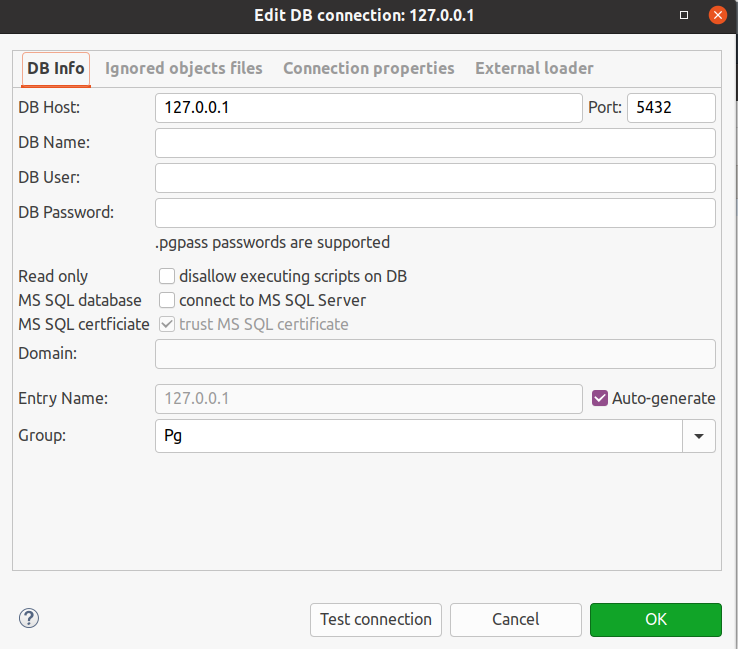 Edit DB connection: 127.0.0.1
DB Info Ignored objects files Connection properties External loader
DB Host: 127.0.0.1 Port: 5432
DB Name:
DB User:
DB Password:
.pgpass passwords are supported
Read only disallow executing scripts on DB
MS SQL database connect to MS SQL Server
MS SQL certficiate trust MS SQL certificate
Domain:
Entry Name: 127.0.0.1 Auto-generate
Group: Pg
? Test connection Cancel OK